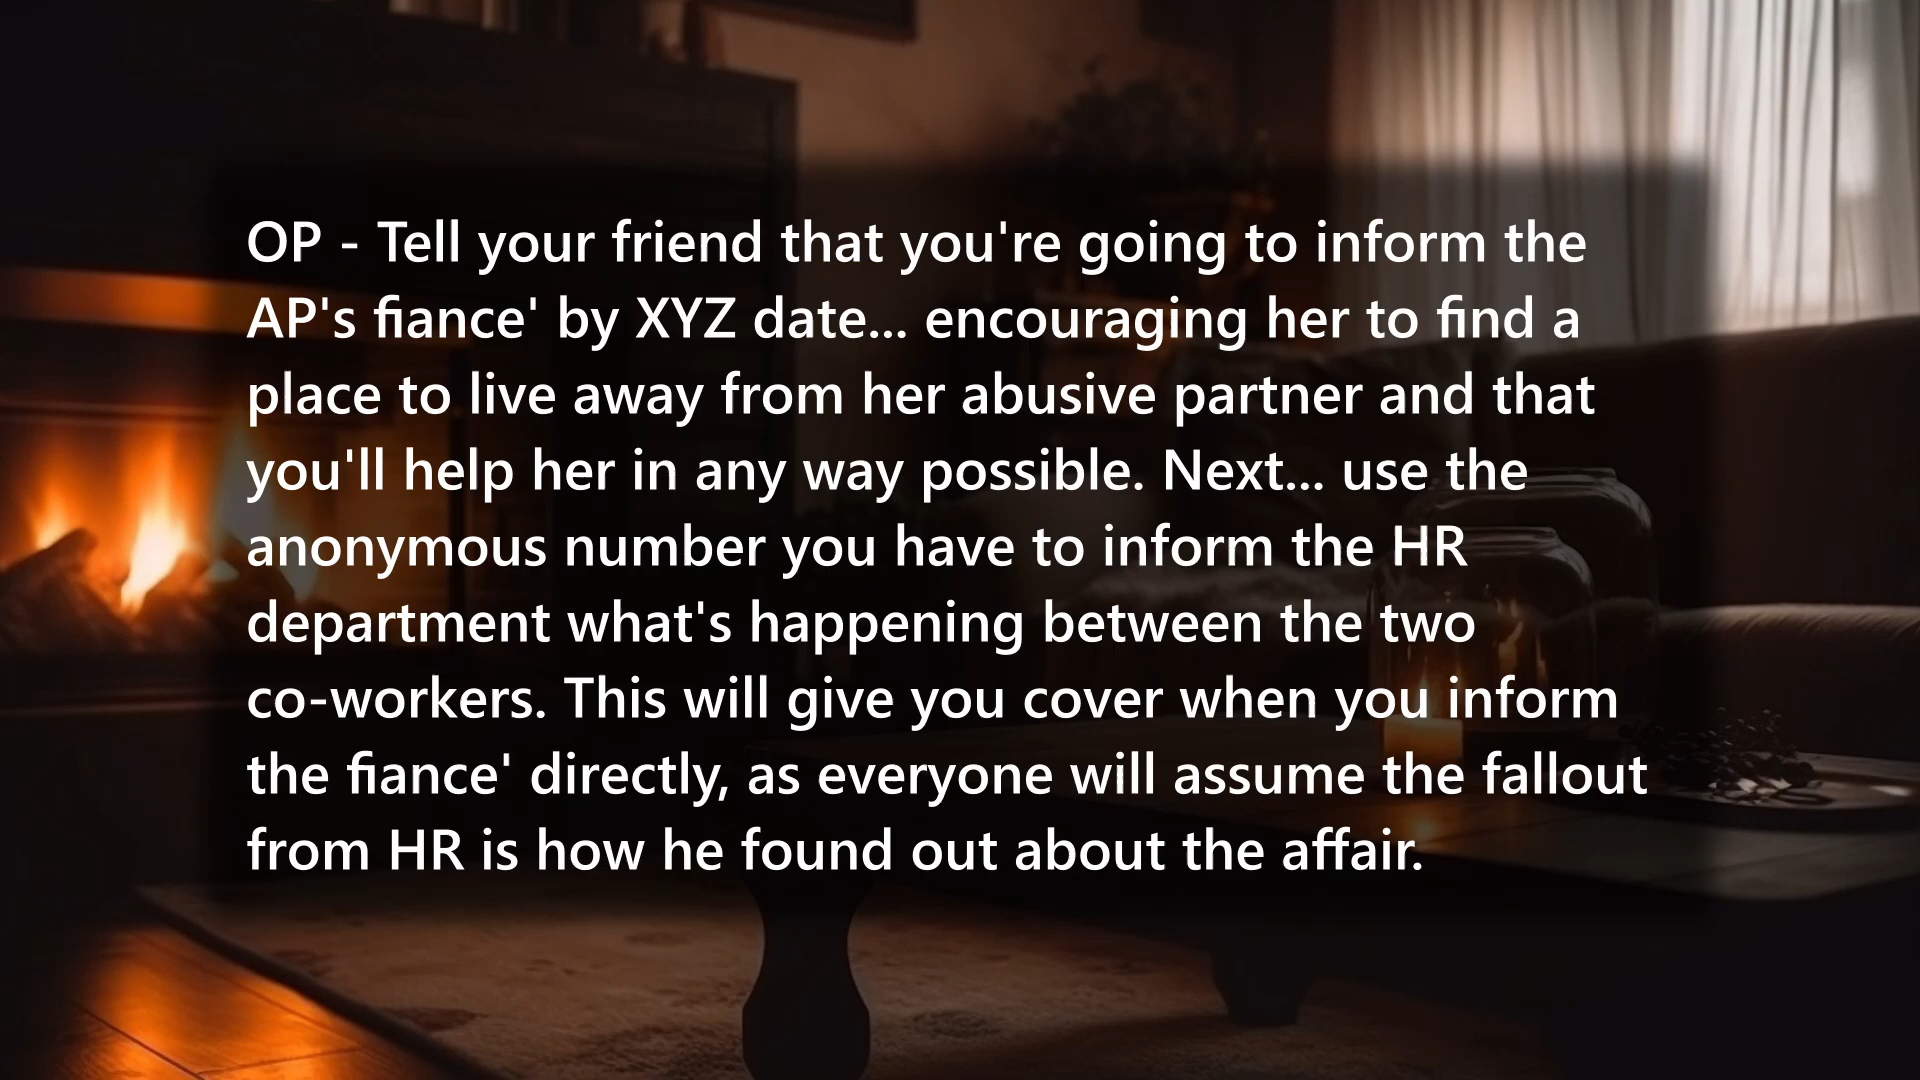 OP - Tell your friend that you're going to inform the
AP's fiance' by XYZ date... encouraging her to find a
place to live away from her abusive partner and that
you'll help her in any way possible. Next... use the
anonymous number you have to inform the HR
department what's happening between the two
co-workers. This will give you cover when you inform
the fiance' directly, as everyone will assume the fallout
from HR is how he found out about the affair.